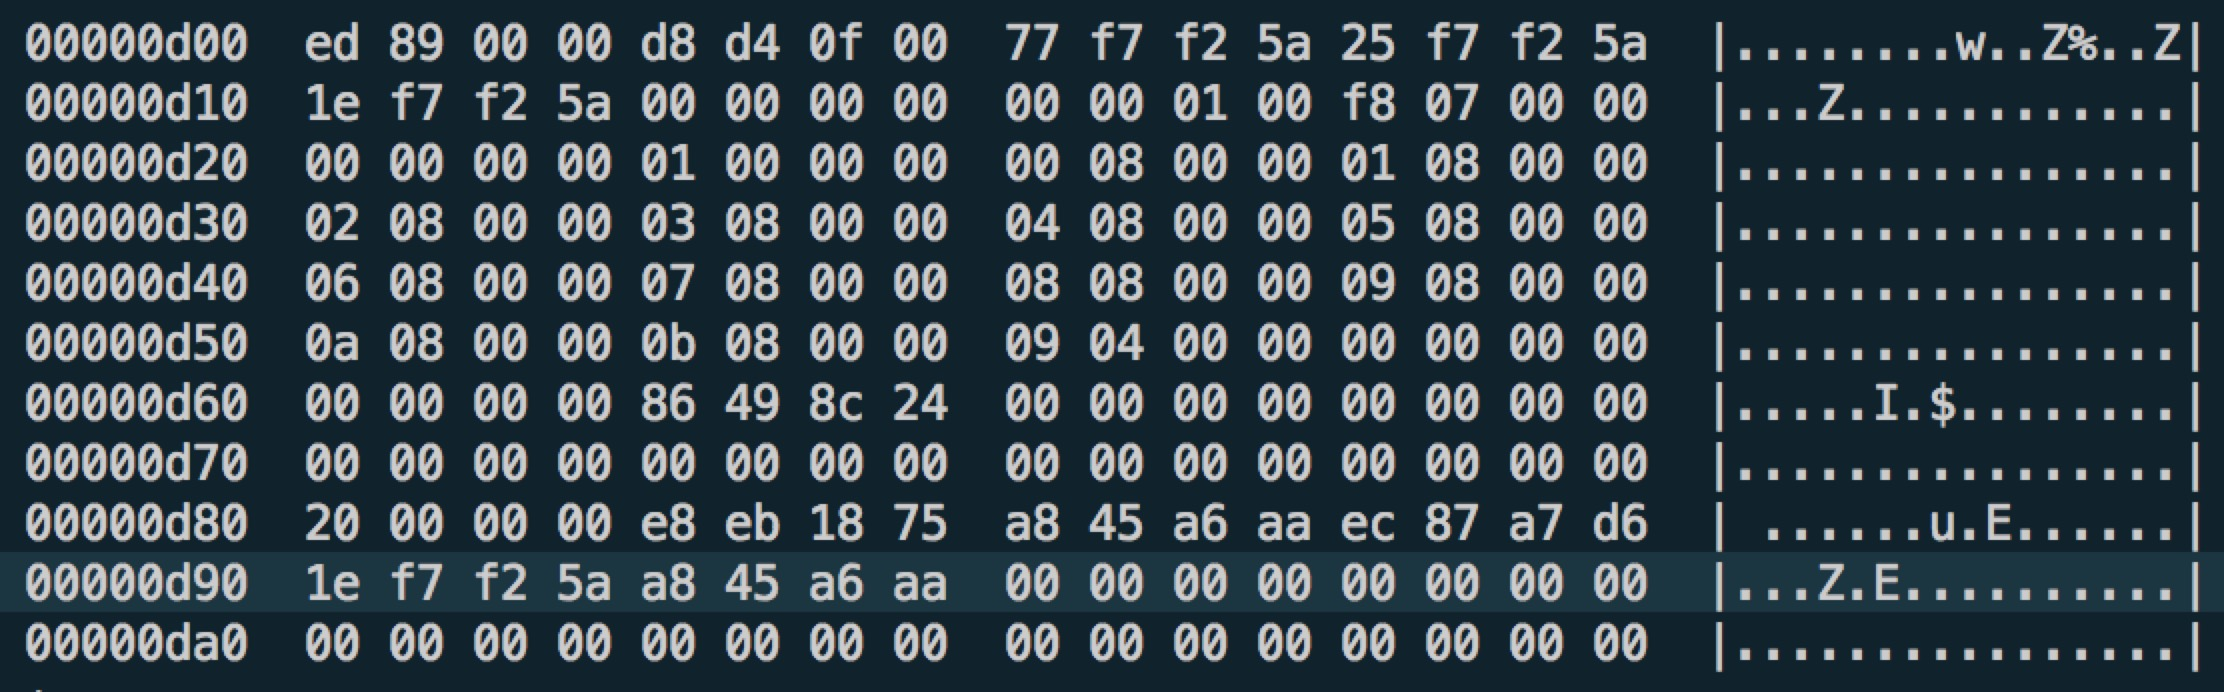 00000d00  ed 89 00 00 d8 d4 0f 00  77 f7 f2 5a 25 f7 f2 5a  |........w..Z%..Z|
00000d10  1e f7 f2 5a 00 00 00 00  00 00 01 00 f8 07 00 00  |...Z............|
00000d20  00 00 00 00 01 00 00 00  00 08 00 00 01 08 00 00  |................|
00000d30  02 08 00 00 03 08 00 00  04 08 00 00 05 08 00 00  |................|
00000d40  06 08 00 00 07 08 00 00  08 08 00 00 09 08 00 00  |................|
00000d50  0a 08 00 00 0b 08 00 00  09 04 00 00 00 00 00 00  |................|
00000d60  00 00 00 00 86 49 8c 24  00 00 00 00 00 00 00 00  |.....I.$........|
00000d70  00 00 00 00 00 00 00 00  00 00 00 00 00 00 00 00  |................|
00000d80  20 00 00 00 e8 eb 18 75  a8 45 a6 aa ec 87 a7 d6  | ......u.E......|
00000d90  1e f7 f2 5a a8 45 a6 aa  00 00 00 00 00 00 00 00  |...Z.E..........|
00000da0  00 00 00 00 00 00 00 00  00 00 00 00 00 00 00 00  |................|